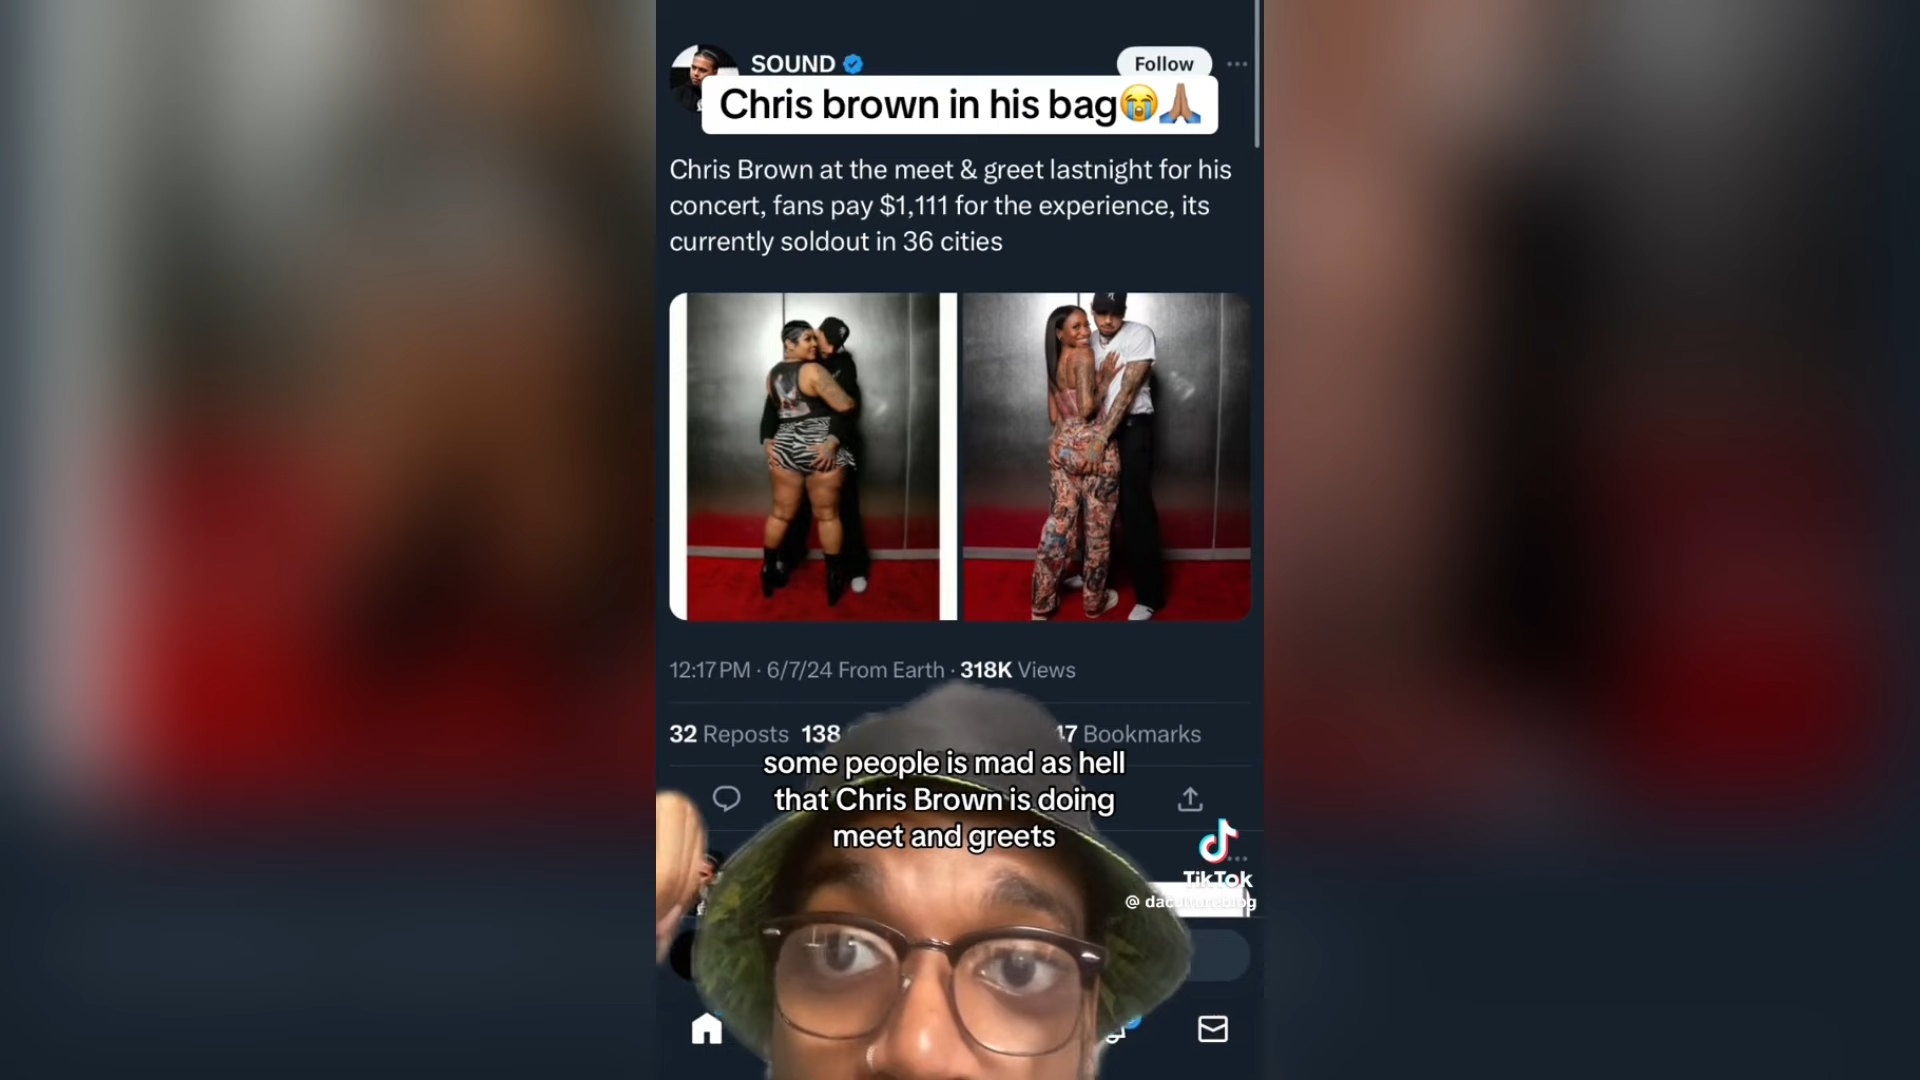 SOUND
Follow
Chris brown in his bag😭🙏🏽
Chris Brown at the meet & greet lastnight for his
concert, fans pay $1,111 for the experience, its
currently soldout in 36 cities
12:17 PM · 6/7/24 From Earth · 318K Views
32 Reposts 138
17 Bookmarks
some people is mad as hell
that Chris Brown is doing
meet and greets
TikTok
@ dacultureblog